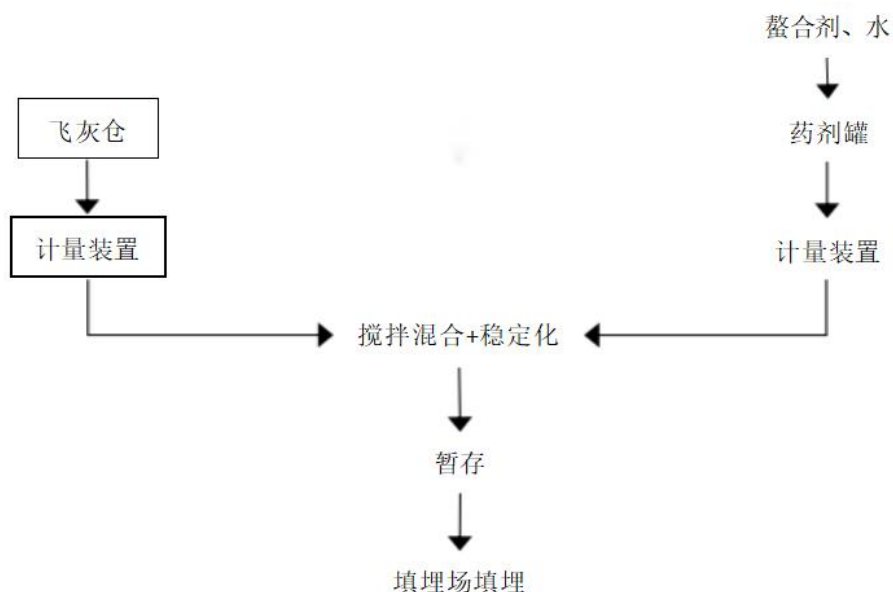 螯合剂、水
飞灰仓
药剂罐
计量装置
计量装置
搅拌混合+稳定化
暂存
填埋场填埋